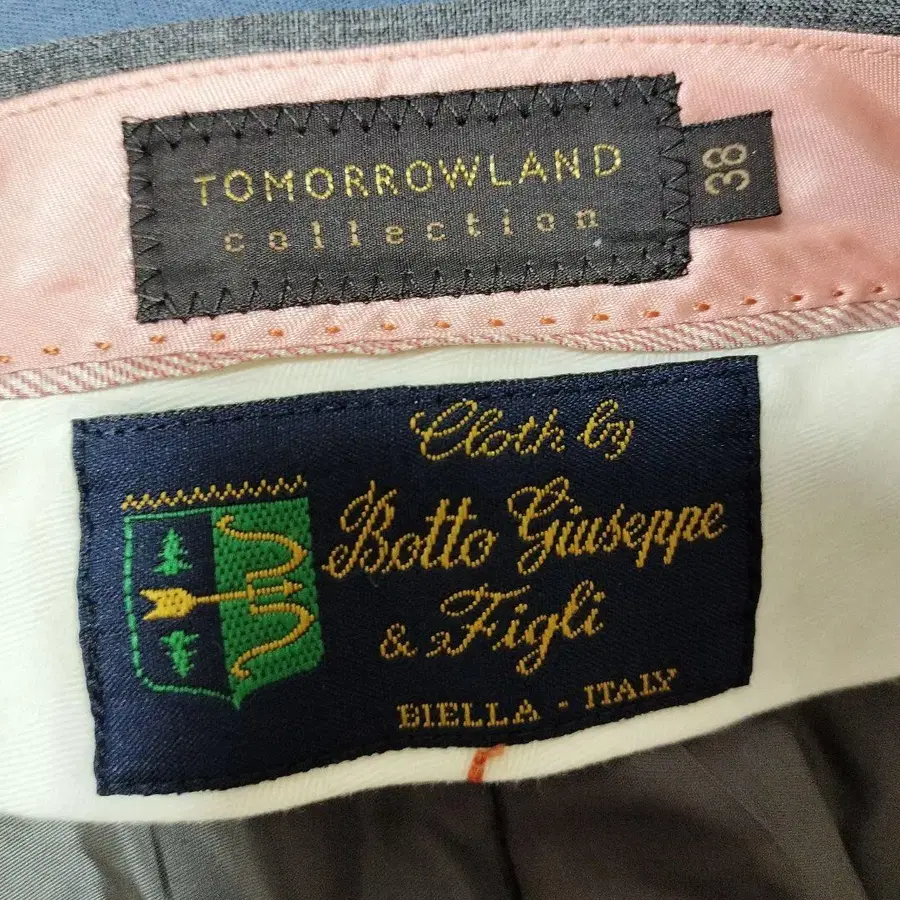 TOMORROWLAND
collection
38
Cloth by
Botto Giuseppe
& Figli
BIELLA - ITALY